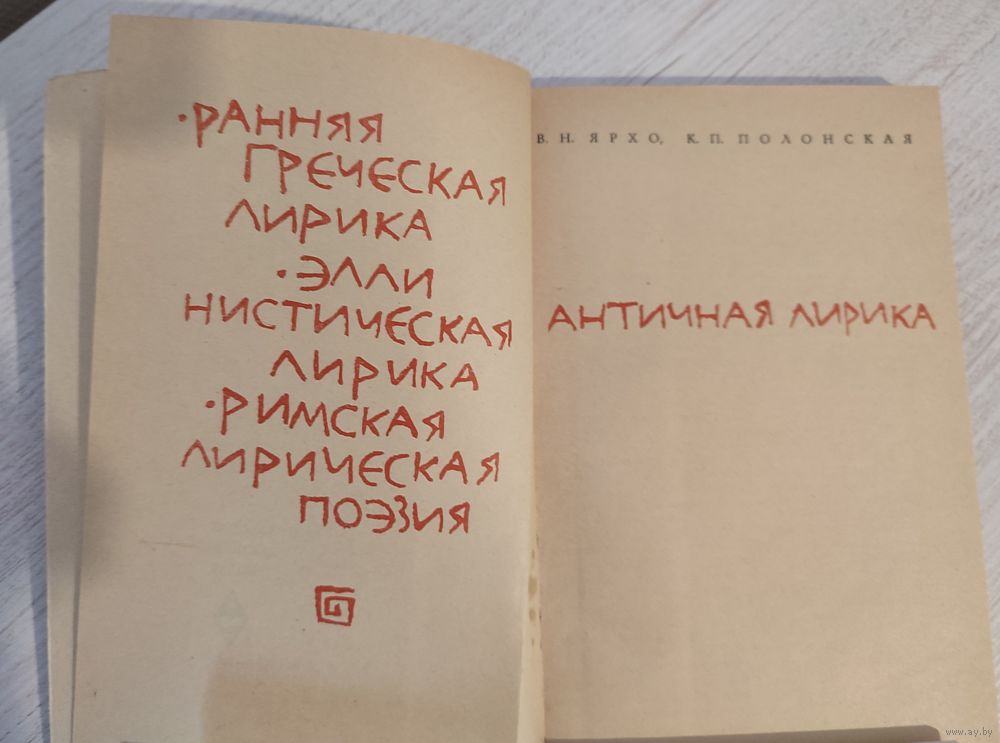 ·РАННЯЯ
ГРЕЧЕСКАЯ
ЛИРИКА
·ЭЛЛИ
НИСТИЧЕСКАЯ
ЛИРИКА
·РИМСКАЯ
ЛИРИЧЕСКАЯ
ПОЭЗИЯ
В. Н. ЯРХО, К. П. ПОЛОНСКАЯ
АНТИЧНАЯ ЛИРИКА
www.ay.by